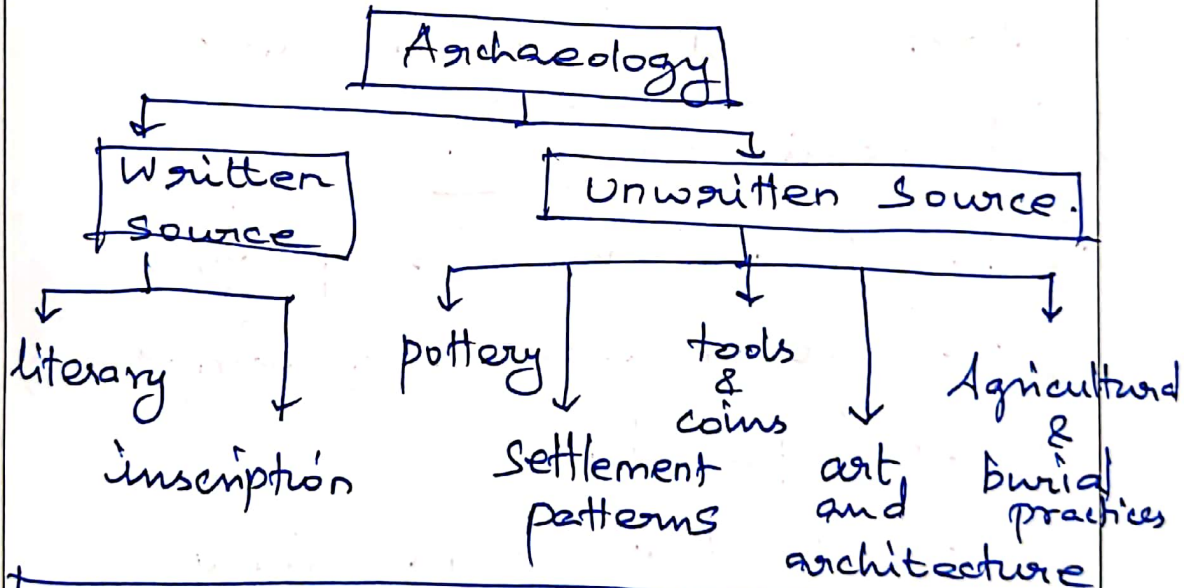 Archaeology
Written
source
Unwritten Source.
literary
inscription
pottery
Settlement
patterns
tools
&
coins
art
and
architecture
Agricultural
&
burial
practices